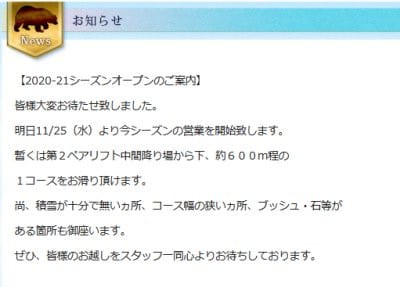 お知らせ
News
【2020-21シーズンオープンのご案内】
皆様大変お待たせ致しました。
明日11/25（水）より今シーズンの営業を開始致します。
暫くは第２ペアリフト中間降り場から下、約６００ｍ程の
１コースをお滑り頂けます。
尚、積雪が十分で無いヵ所、コース幅の狭いヵ所、ブッシュ・石等が
ある箇所も御座います。
ぜひ、皆様のお越しをスタッフ一同心よりお待ちしております。